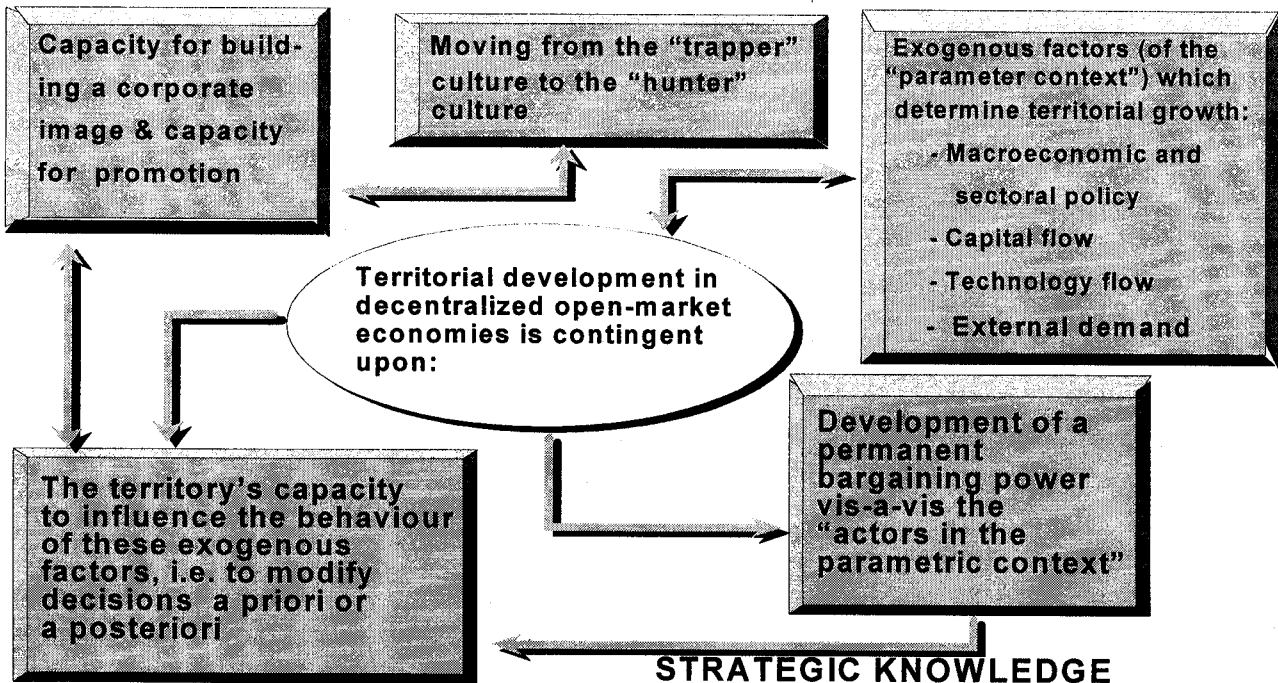 Capacity for build-
ing a corporate
image & capacity
for promotion
Moving from the “trapper”
culture to the “hunter”
culture
Exogenous factors (of the
“parameter context”) which
determine territorial growth:
- Macroeconomic and
sectoral policy
- Capital flow
- Technology flow
- External demand
Territorial development in
decentralized open-market
economies is contingent
upon:
The territory’s capacity
to influence the behaviour
of these exogenous
factors, i.e. to modify
decisions a priori or
a posteriori
Development of a
permanent
bargaining power
vis-a-vis the
“actors in the
parametric context”
STRATEGIC KNOWLEDGE